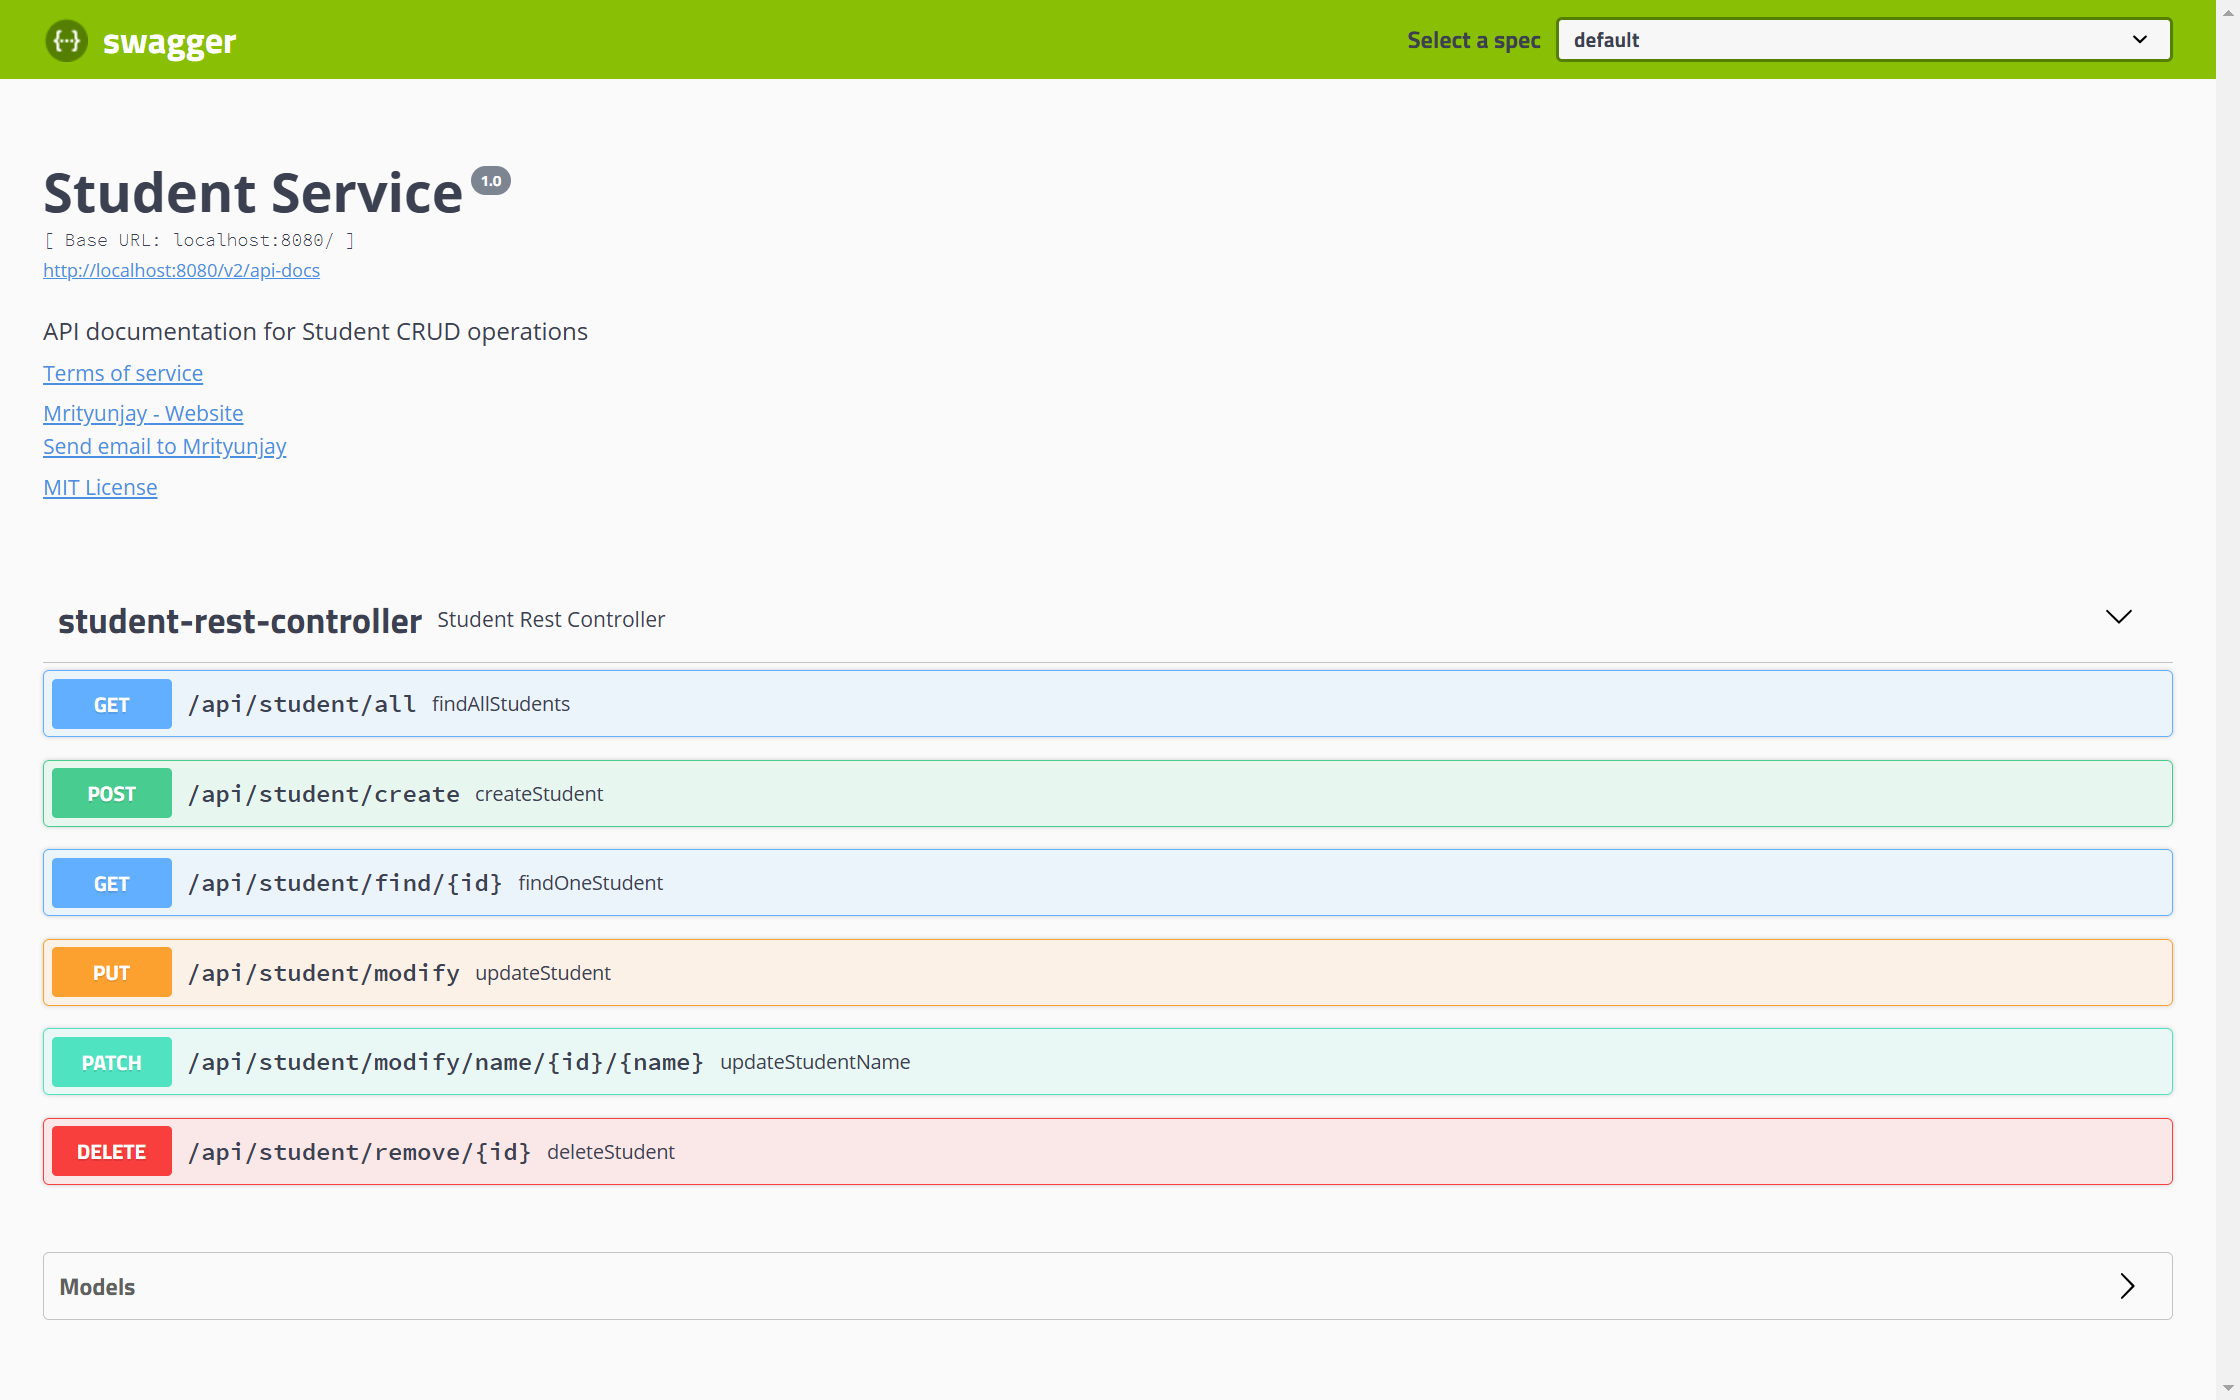 {...} swagger Select a spec default
Student Service 1.0
[ Base URL: localhost:8080/ ]
http://localhost:8080/v2/api-docs
API documentation for Student CRUD operations
Terms of service
Mrityunjay - Website
Send email to Mrityunjay
MIT License
student-rest-controller Student Rest Controller
GET /api/student/all findAllStudents
POST /api/student/create createStudent
GET /api/student/find/{id} findOneStudent
PUT /api/student/modify updateStudent
PATCH /api/student/modify/name/{id}/{name} updateStudentName
DELETE /api/student/remove/{id} deleteStudent
Models